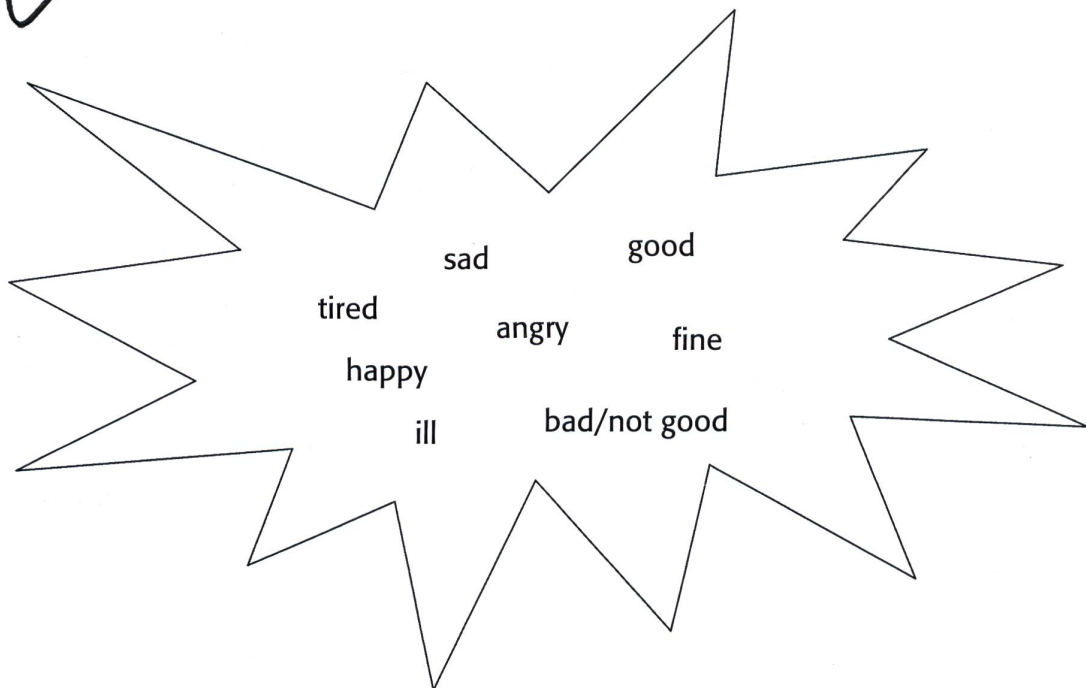 sad
good
tired
angry
fine
happy
ill
bad/not good